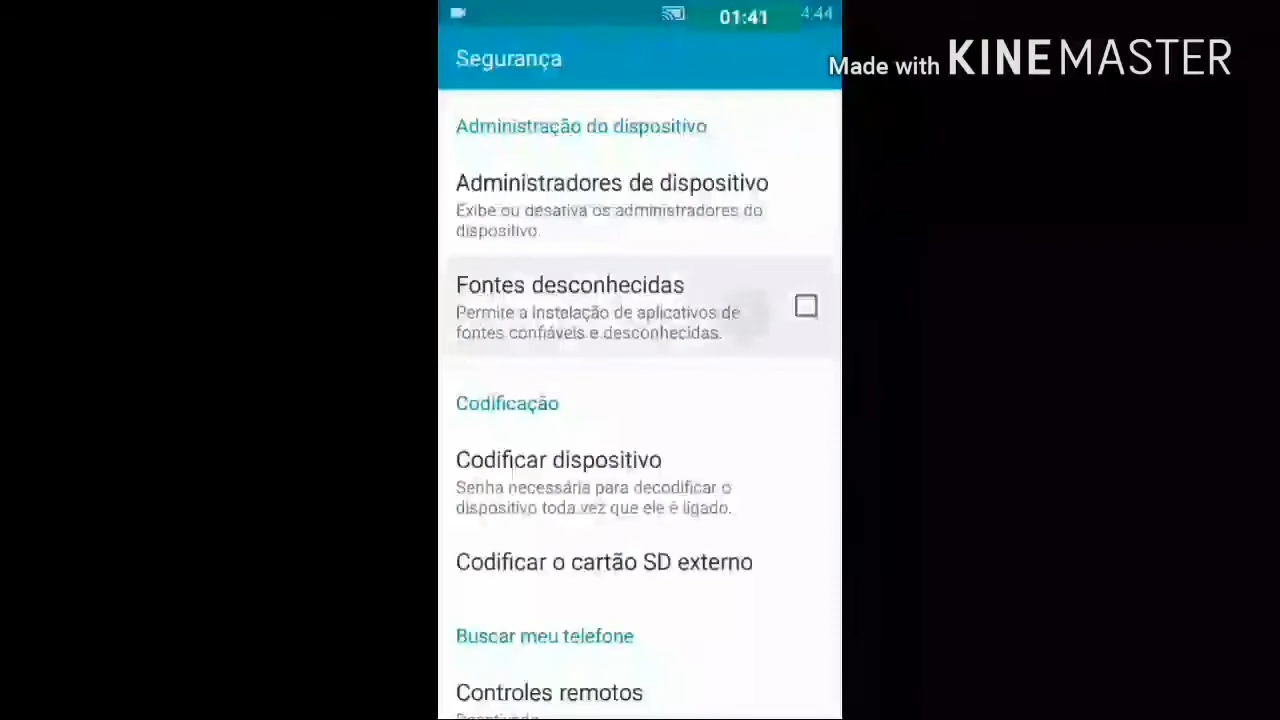 01:41 4:44
Segurança
Made with KINEMASTER
Administração do dispositivo
Administradores de dispositivo
Exibe ou desativa os administradores do
dispositivo.
Fontes desconhecidas
Permite a instalação de aplicativos de
fontes confiáveis e desconhecidas.
Codificação
Codificar dispositivo
Senha necessária para decodificar o
dispositivo toda vez que ele é ligado.
Codificar o cartão SD externo
Buscar meu telefone
Controles remotos